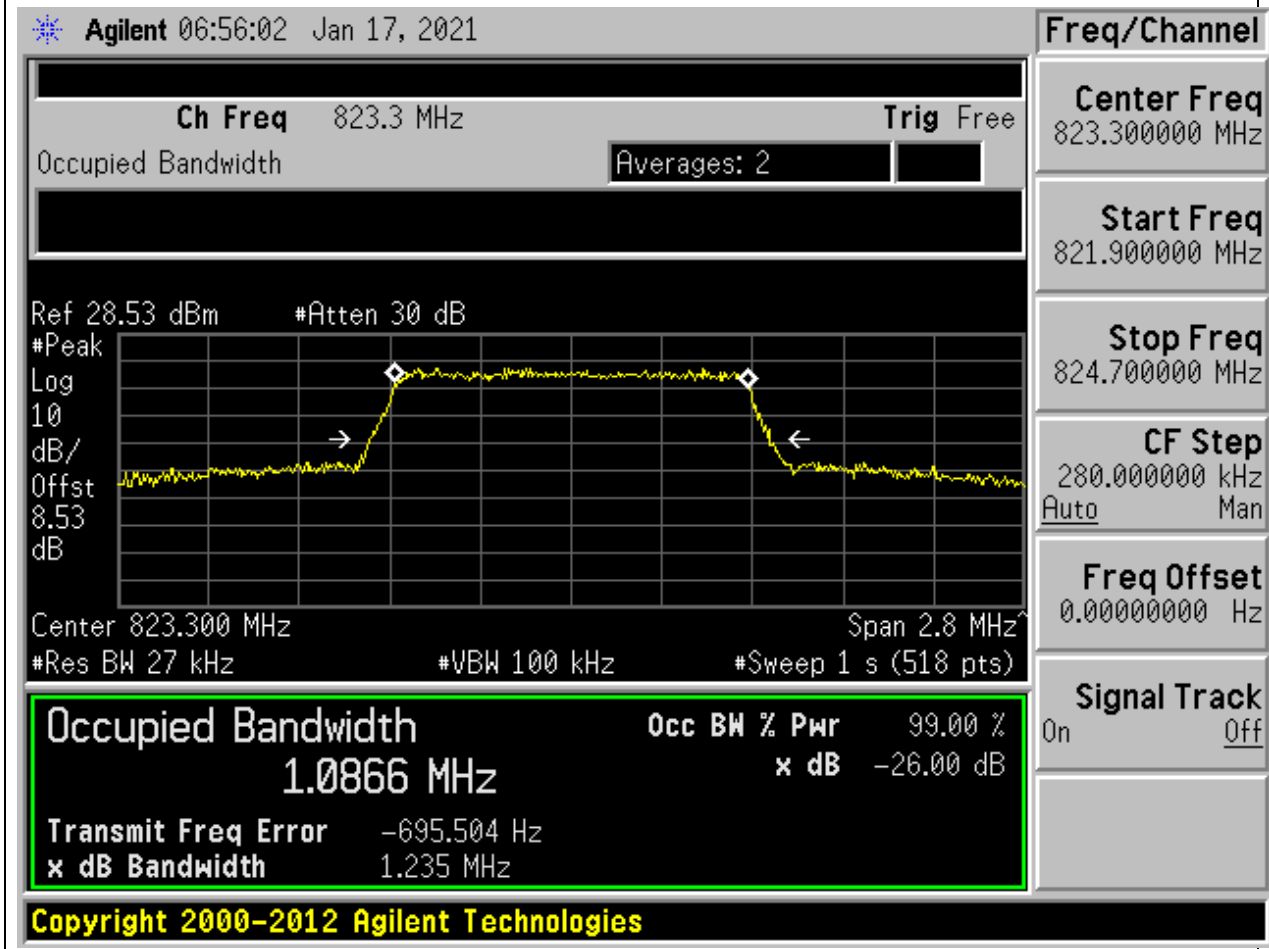 Agilent 06:56:02 Jan 17, 2021
Ch Freq 823.3 MHz Trig Free
Occupied Bandwidth Averages: 2
Ref 28.53 dBm #Atten 30 dB
#Peak
Log
10
dB/
Offst
8.53
dB
Center 823.300 MHz Span 2.8 MHz^
#Res BW 27 kHz #VBW 100 kHz #Sweep 1 s (518 pts)
Occupied Bandwidth Occ BW % Pwr 99.00 %
1.0866 MHz x dB -26.00 dB
Transmit Freq Error -695.504 Hz
x dB Bandwidth 1.235 MHz
Copyright 2000-2012 Agilent Technologies
Freq/Channel
Center Freq
823.300000 MHz
Start Freq
821.900000 MHz
Stop Freq
824.700000 MHz
CF Step
280.000000 kHz
Auto Man
Freq Offset
0.00000000 Hz
Signal Track
On Off